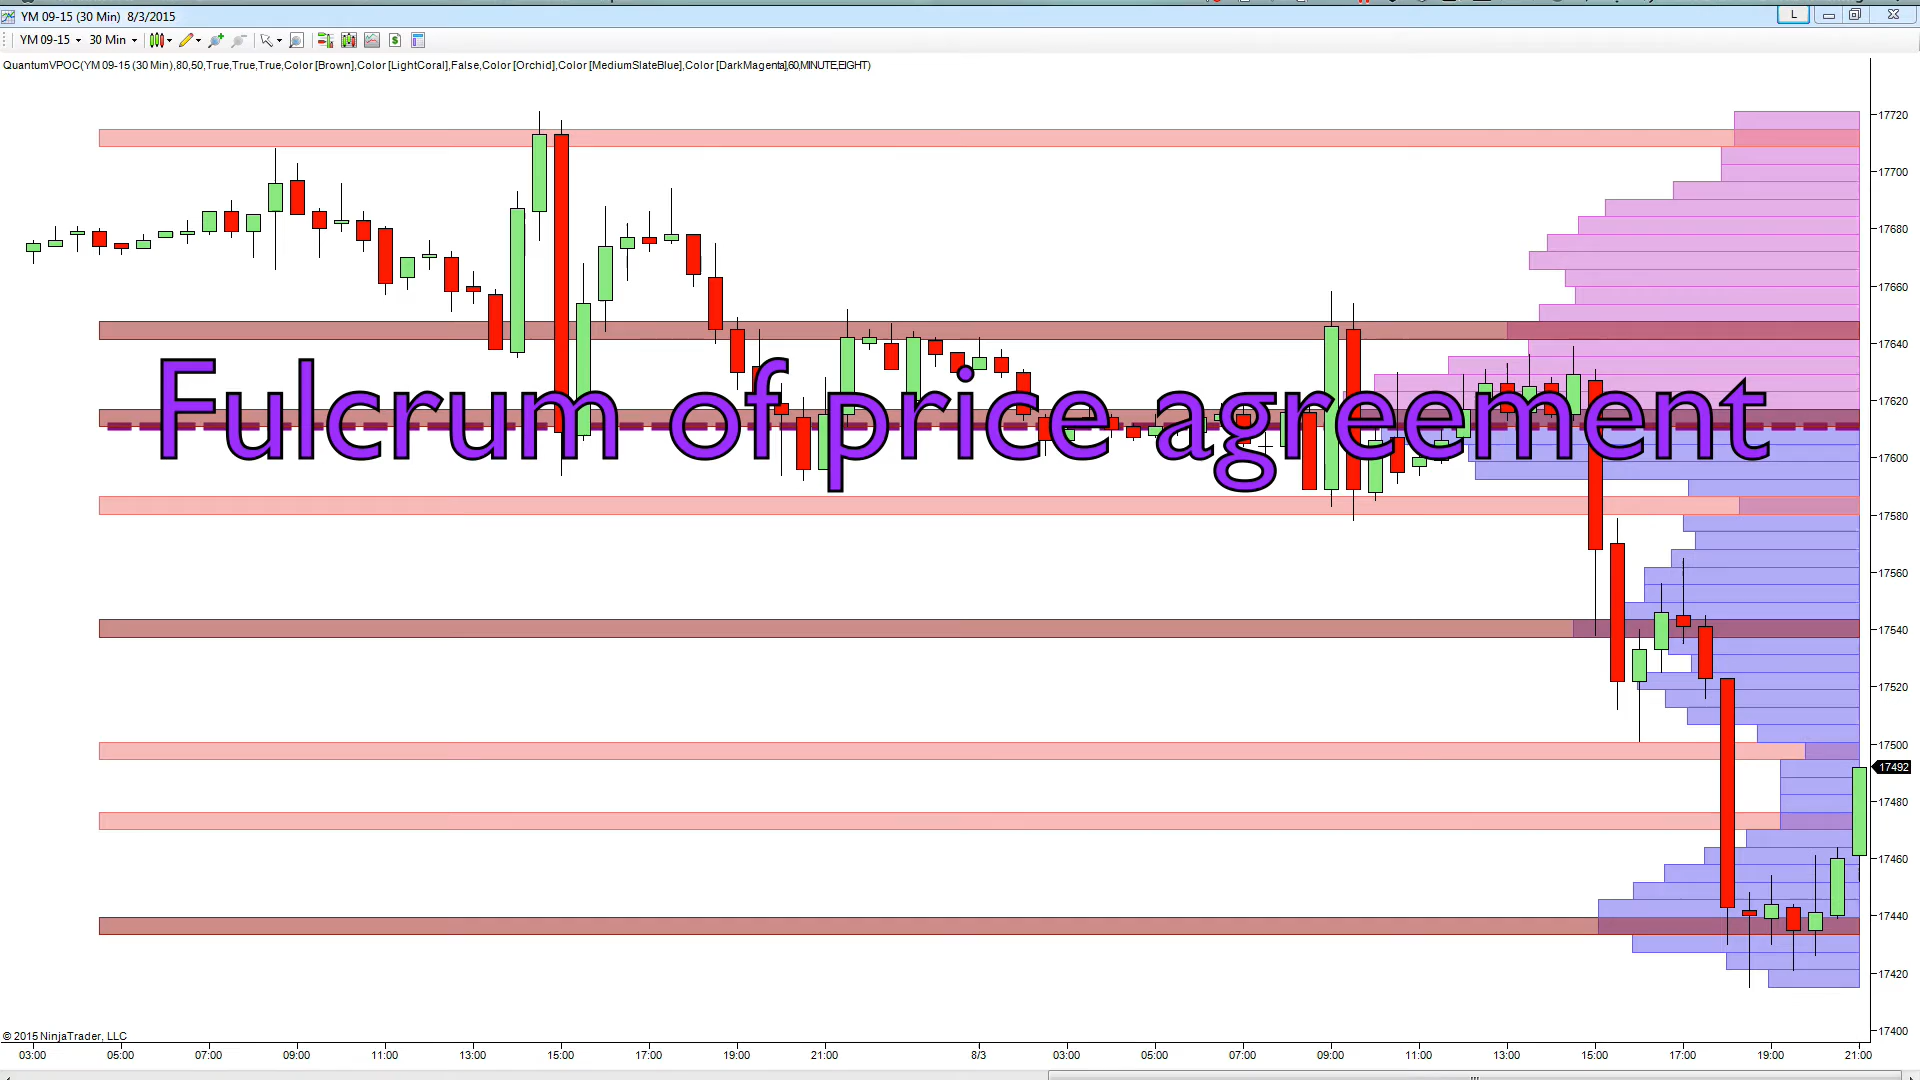 YM 09-15 (30 Min) 8/3/2015
L
YM 09-15 30 Min
QuantumVPOC(YM 09-15 (30 Min),80,50,True,True,True,Color [Brown],Color [LightCoral],False,Color [Orchid],Color [MediumSlateBlue],Color [DarkMagenta],60,MINUTE,EIGHT)
17720
17700
17680
17660
17640
Fulcrum of price agreement
17620
17600
17580
17560
17540
17520
17500
17492
17480
17460
17440
17420
17400
© 2015 NinjaTrader, LLC
03:00 05:00 07:00 09:00 11:00 13:00 15:00 17:00 19:00 21:00 8/3 03:00 05:00 07:00 09:00 11:00 13:00 15:00 17:00 19:00 21:00